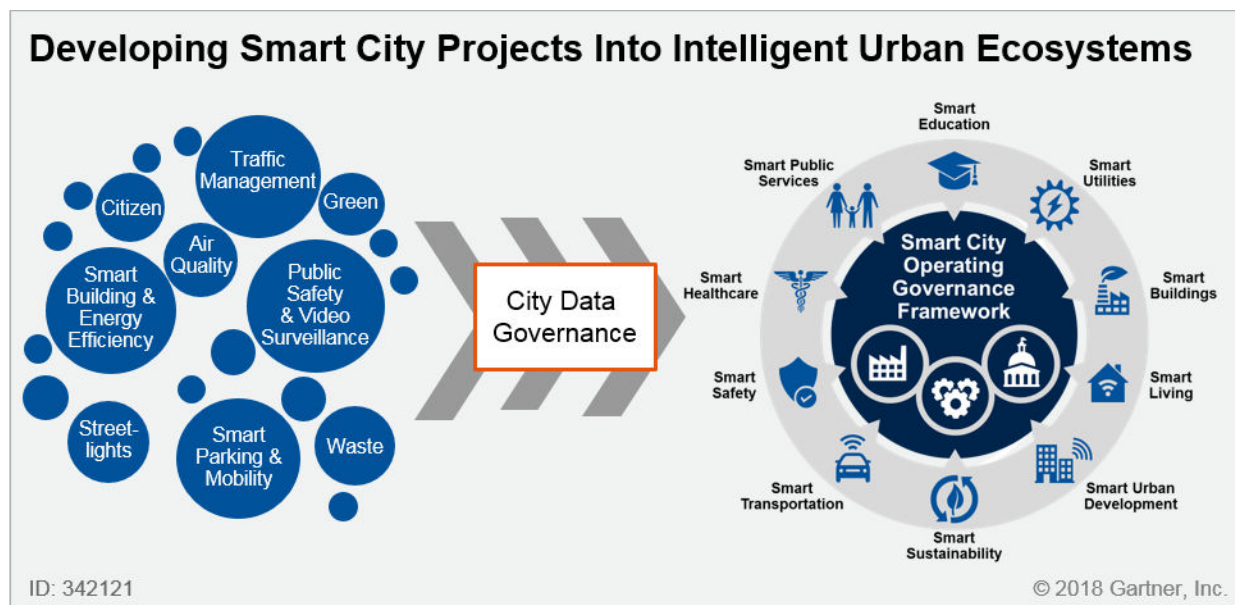 Developing Smart City Projects Into Intelligent Urban Ecosystems
Traffic
Management
Citizen
Green
Air
Quality
Smart
Building &
Energy
Efficiency
Public
Safety
& Video
Surveillance
Street-
lights
Smart
Parking &
Mobility
Waste
City Data
Governance
Smart
Education
Smart Public
Services
Smart
Utilities
Smart
Healthcare
Smart
Buildings
Smart
Safety
Smart
Living
Smart
Transportation
Smart Urban
Development
Smart
Sustainability
Smart City
Operating
Governance
Framework
ID: 342121
© 2018 Gartner, Inc.